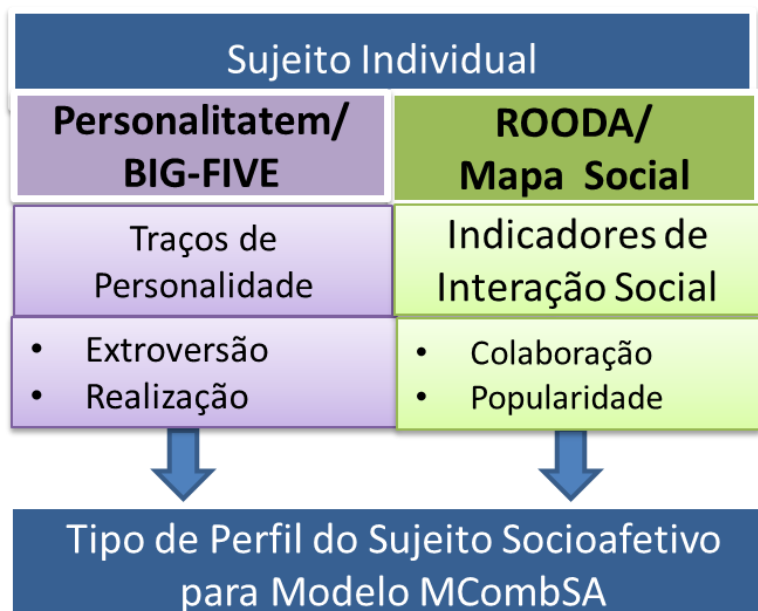 Sujeito Individual
Personalitatem/
BIG-FIVE
ROODA/
Mapa Social
Traços de
Personalidade
Indicadores de
Interação Social
• Extroversão
• Realização
• Colaboração
• Popularidade
Tipo de Perfil do Sujeito Socioafetivo
para Modelo MCombSA